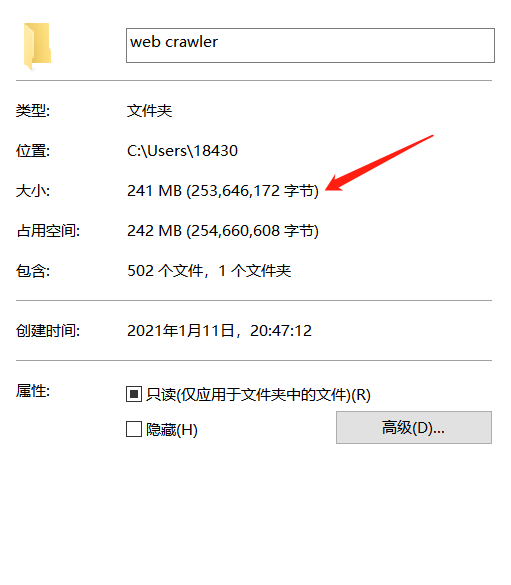 web crawler
类型: 文件夹
位置: C:\Users\18430
大小: 241 MB (253,646,172 字节)
占用空间: 242 MB (254,660,608 字节)
包含: 502 个文件，1 个文件夹
创建时间: 2021年1月11日，20:47:12
属性: 只读(仅应用于文件夹中的文件)(R)
隐藏(H) 高级(D)...